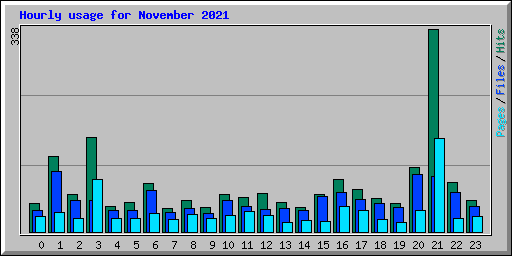 Hourly usage for November 2021
338
Pages/Files/Hits
0 1 2 3 4 5 6 7 8 9 10 11 12 13 14 15 16 17 18 19 20 21 22 23